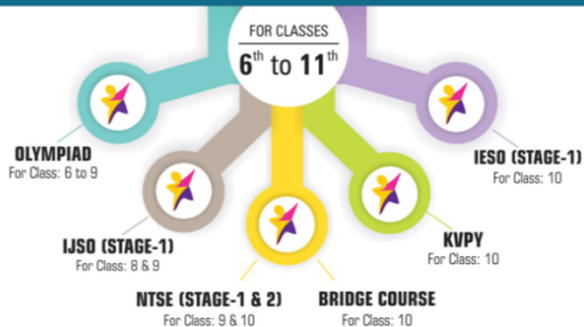 FOR CLASSES
6th to 11th
OLYMPIAD
For Class: 6 to 9
IESO (STAGE-1)
For Class: 10
IJSO (STAGE-1)
For Class: 8 & 9
KVPY
For Class: 10
NTSE (STAGE-1 & 2)
For Class: 9 & 10
BRIDGE COURSE
For Class: 10